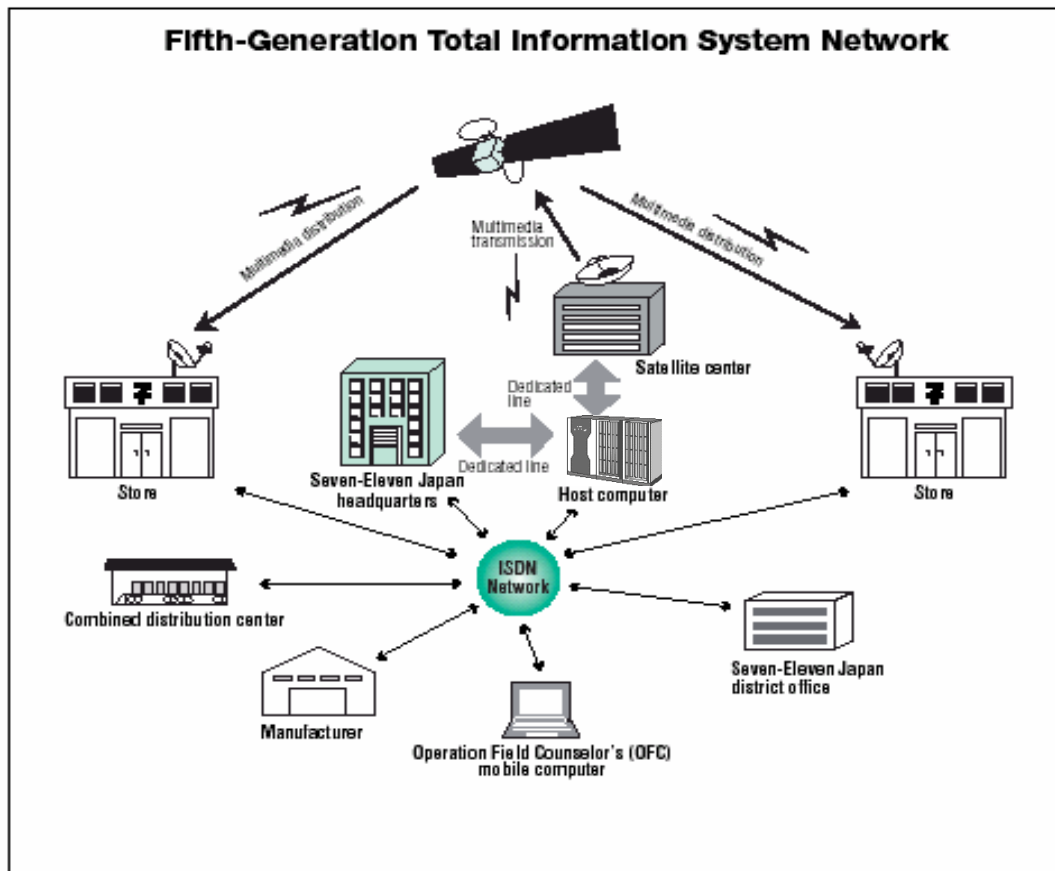 Fifth-Generation Total Information System Network
Multimedia distribution
Multimedia
transmission
Multimedia distribution
Satellite center
Dedicated
line
Dedicated line
Store
Seven-Eleven Japan
headquarters
Host computer
Store
ISDN
Network
Combined distribution center
Seven-Eleven Japan
district office
Manufacturer
Operation Field Counselor's (OFC)
mobile computer